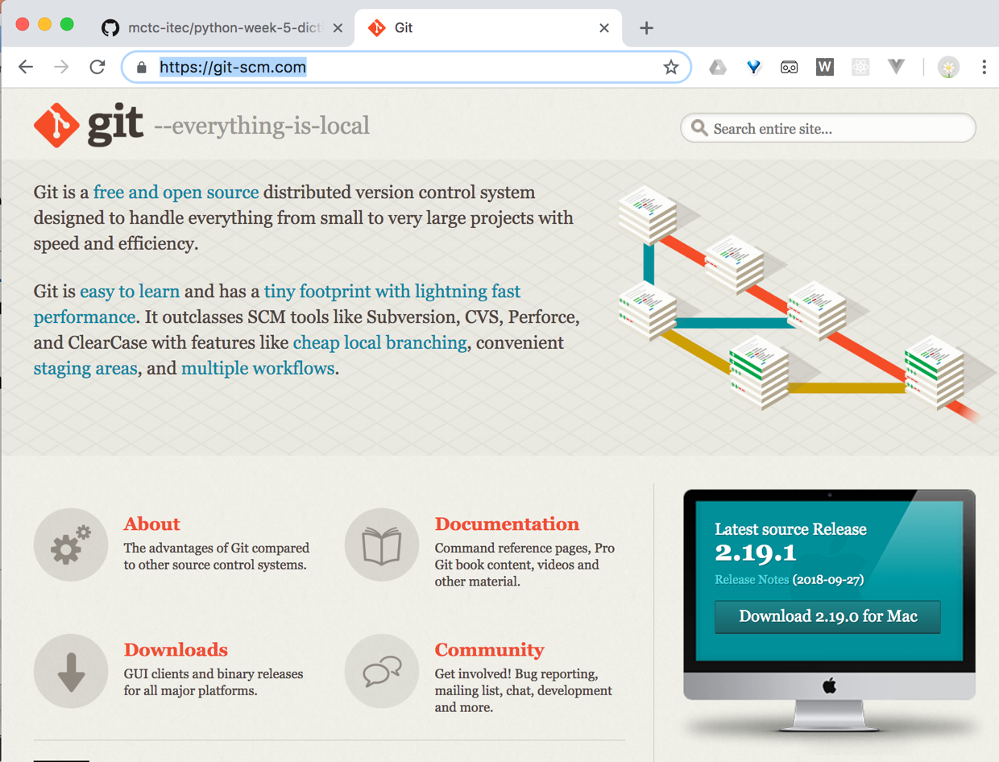 mctc-itec/python-week-5-dicti
Git
https://git-scm.com
W
git --everything-is-local
Search entire site...
Git is a free and open source distributed version control system
designed to handle everything from small to very large projects with
speed and efficiency.
Git is easy to learn and has a tiny footprint with lightning fast
performance. It outclasses SCM tools like Subversion, CVS, Perforce,
and ClearCase with features like cheap local branching, convenient
staging areas, and multiple workflows.
About
The advantages of Git compared
to other source control systems.
Documentation
Command reference pages, Pro
Git book content, videos and
other material.
Downloads
GUI clients and binary releases
for all major platforms.
Community
Get involved! Bug reporting,
mailing list, chat, development
and more.
Latest source Release
2.19.1
Release Notes (2018-09-27)
Download 2.19.0 for Mac